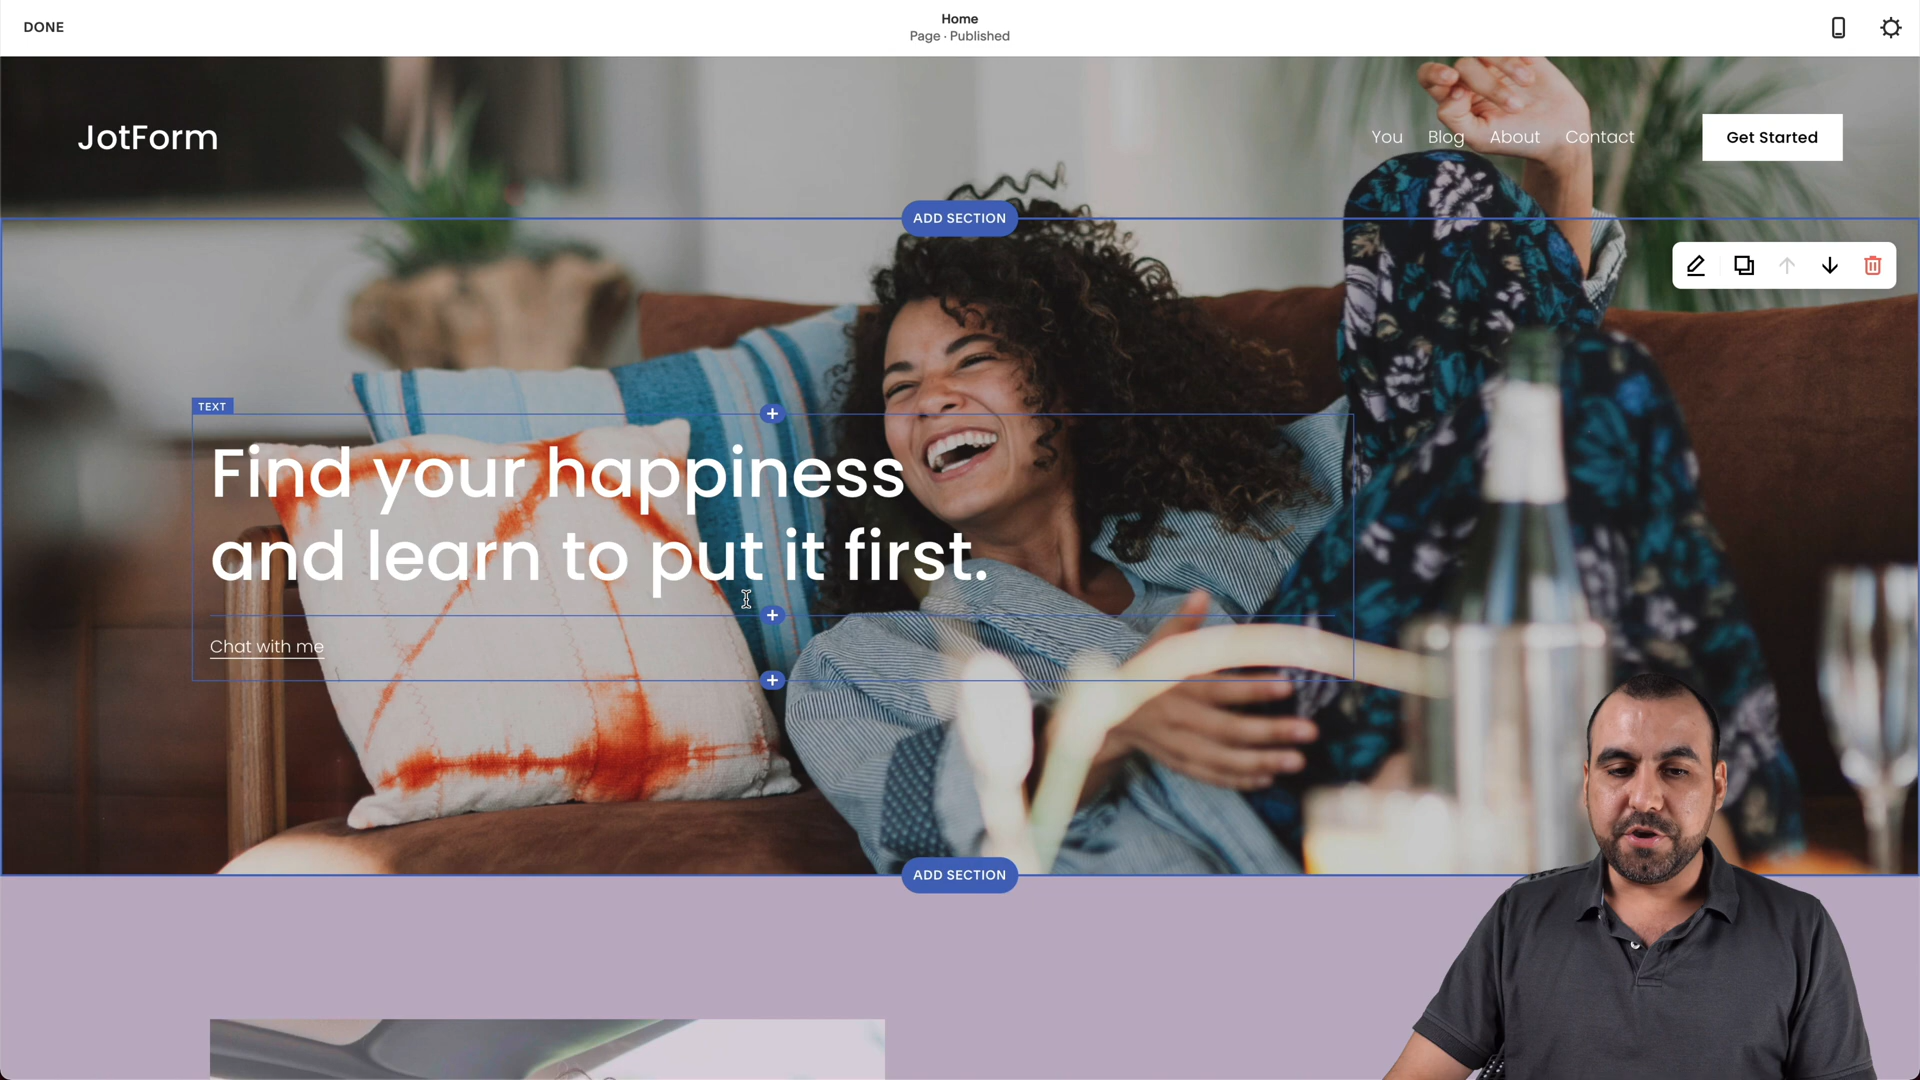 DONE
Home
Page · Published
JotForm
You Blog About Contact Get Started
ADD SECTION
TEXT
Find your happiness
and learn to put it first.
Chat with me
ADD SECTION